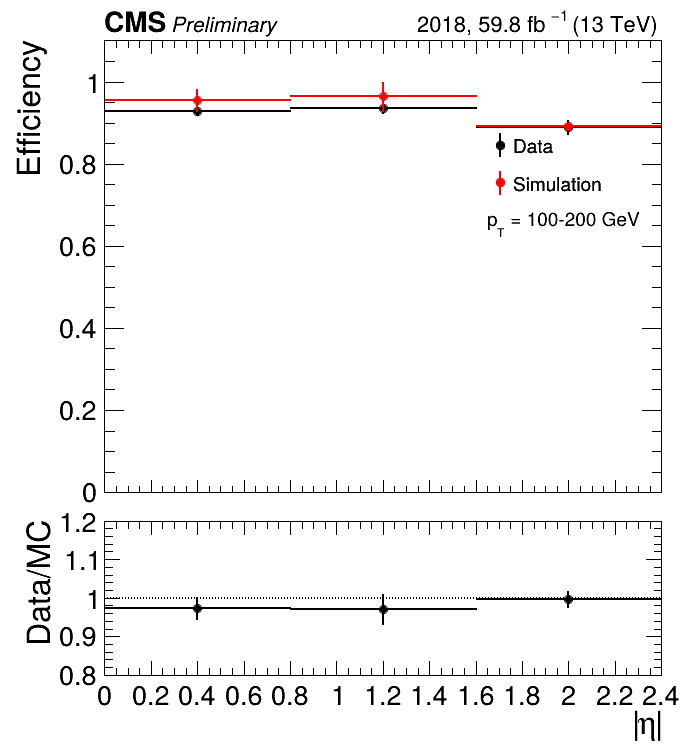 CMS Preliminary 2018, 59.8 fb⁻¹ (13 TeV)
Efficiency
1
0.8
0.6
0.4
0.2
0
Data
Simulation
p_T = 100-200 GeV
Data/MC
1.2
1.1
1
0.9
0.8
0 0.2 0.4 0.6 0.8 1 1.2 1.4 1.6 1.8 2 2.2 2.4
|η|